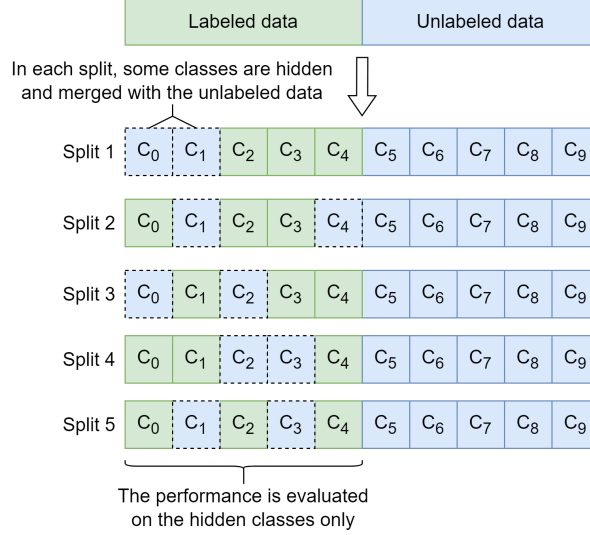 Labeled data Unlabeled data
In each split, some classes are hidden
and merged with the unlabeled data
Split 1 C0 C1 C2 C3 C4 C5 C6 C7 C8 C9
Split 2 C0 C1 C2 C3 C4 C5 C6 C7 C8 C9
Split 3 C0 C1 C2 C3 C4 C5 C6 C7 C8 C9
Split 4 C0 C1 C2 C3 C4 C5 C6 C7 C8 C9
Split 5 C0 C1 C2 C3 C4 C5 C6 C7 C8 C9
The performance is evaluated
on the hidden classes only